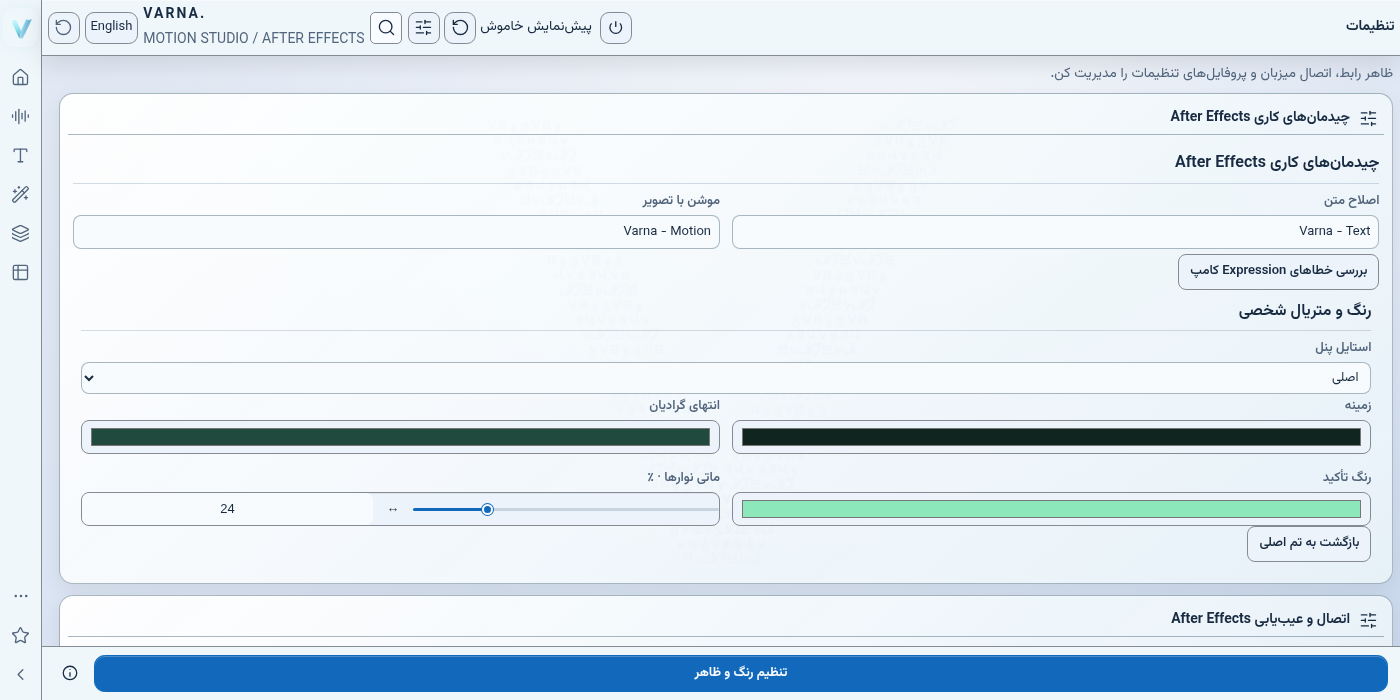 تنظیمات
پیش‌نمایش خاموش
VARNA.
MOTION STUDIO / AFTER EFFECTS
English
ظاهر رابط، اتصال میزبان و پروفایل‌های تنظیمات را مدیریت کن.
چیدمان‌های کاری After Effects
چیدمان‌های کاری After Effects
اصلاح متن
Varna - Text
موشن با تصویر
Varna - Motion
بررسی خطاهای Expression کامپ
رنگ و متریال شخصی
استایل پنل
اصلی
زمینه
انتهای گرادیان
رنگ تأکید
ماتی نوارها · ٪
24
بازگشت به تم اصلی
اتصال و عیب‌یابی After Effects
تنظیم رنگ و ظاهر